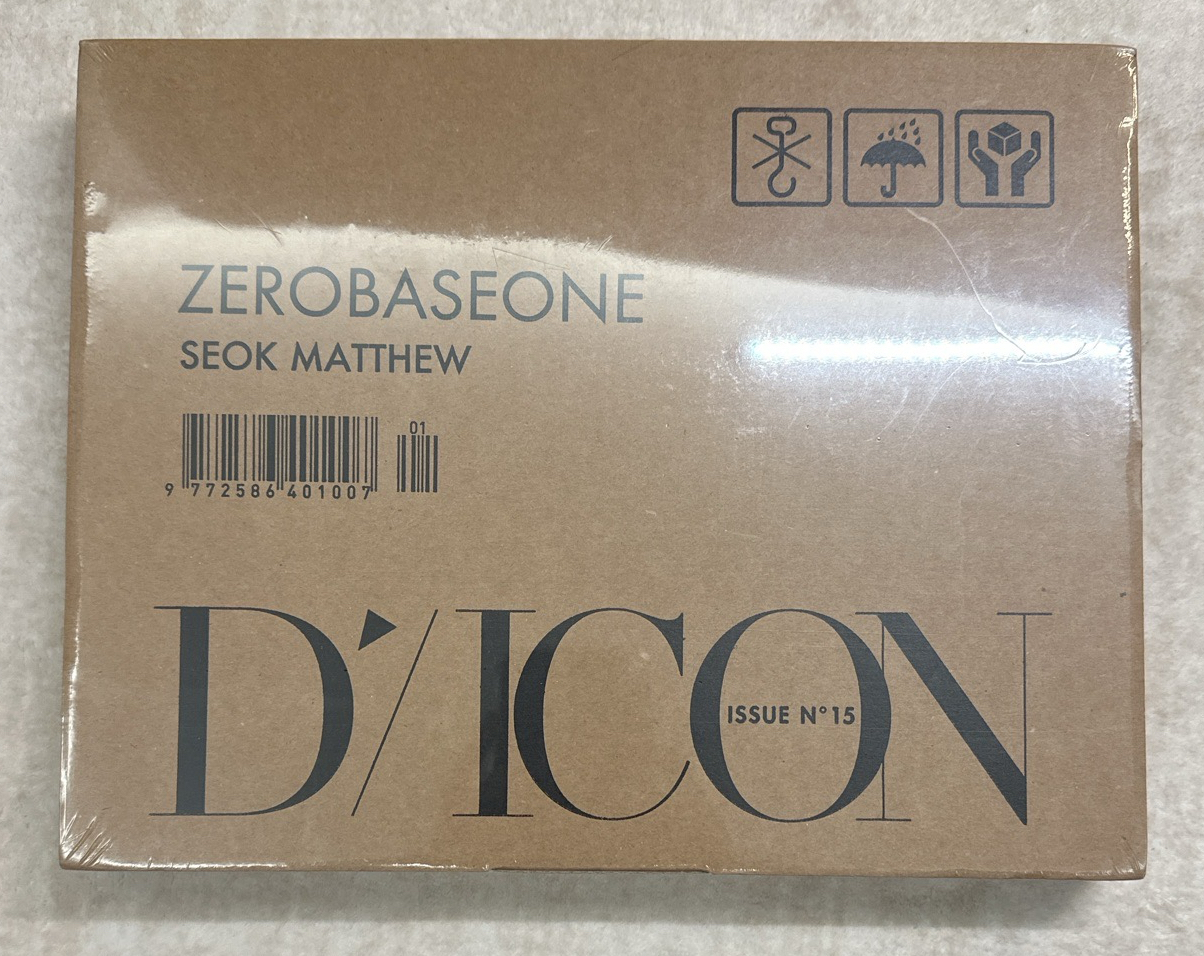 ZEROBASEONE
SEOK MATTHEW
01
9 772586 401007
D'/ICON
ISSUE N°15